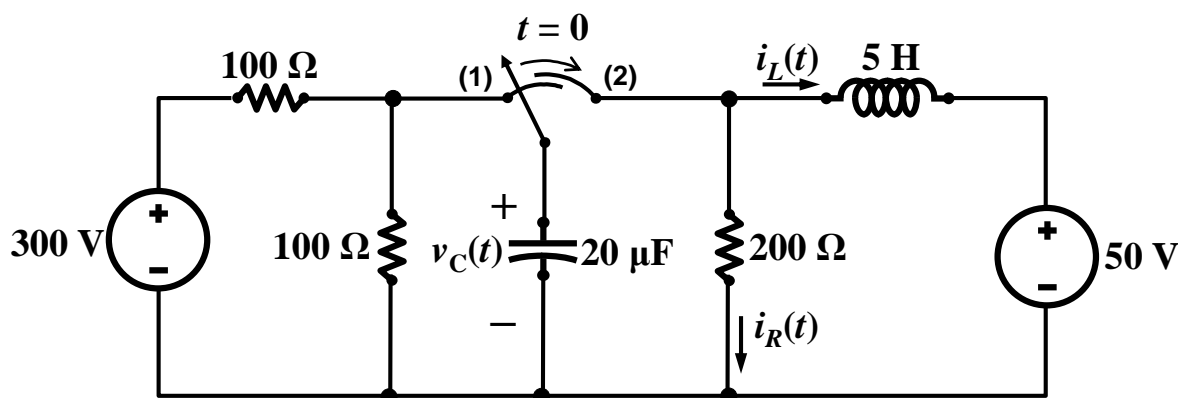 t = 0
100 Ω
(1)
(2)
i_L(t)
5 H
300 V
+
−
100 Ω
+
v_C(t)
−
20 µF
200 Ω
i_R(t)
+
−
50 V